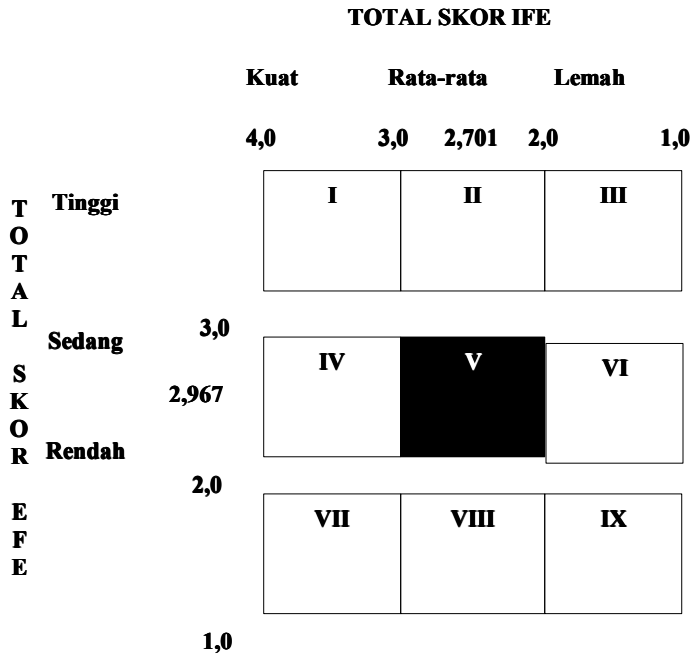 TOTAL SKOR IFE
Kuat Rata-rata Lemah
4,0 3,0 2,701 2,0 1,0
TOTAL SKOR EFE
Tinggi
I II III
3,0
Sedang
IV V VI
2,967
Rendah
2,0
VII VIII IX
1,0